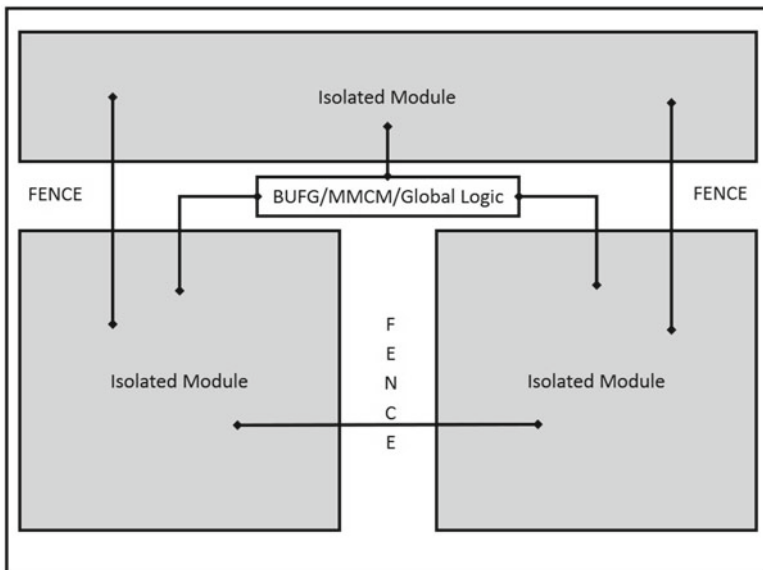 Isolated Module
FENCE
BUFG/MMCM/Global Logic
FENCE
F
E
N
C
E
Isolated Module
Isolated Module